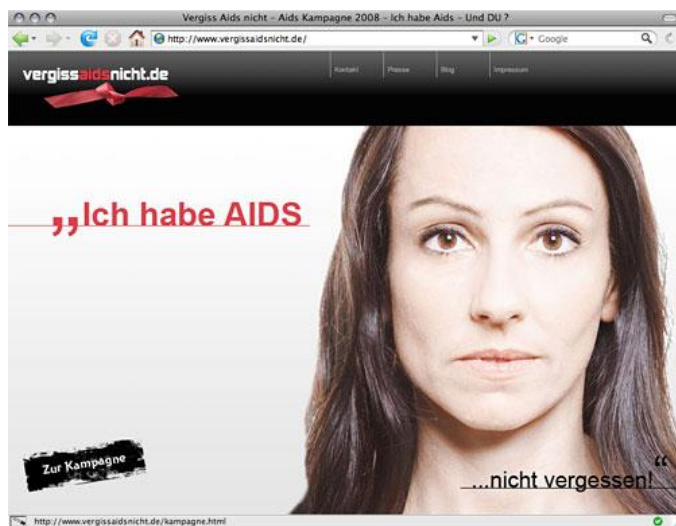 Vergiss Aids nicht - Aids Kampagne 2008 - Ich habe Aids - Und DU ?
http://www.vergissaidsnicht.de/
G Google
vergissaidsnicht.de
Kontakt Presse Blog Impressum
„Ich habe AIDS
Zur Kampagne
...nicht vergessen!“
http://www.vergissaidsnicht.de/kampagne.html